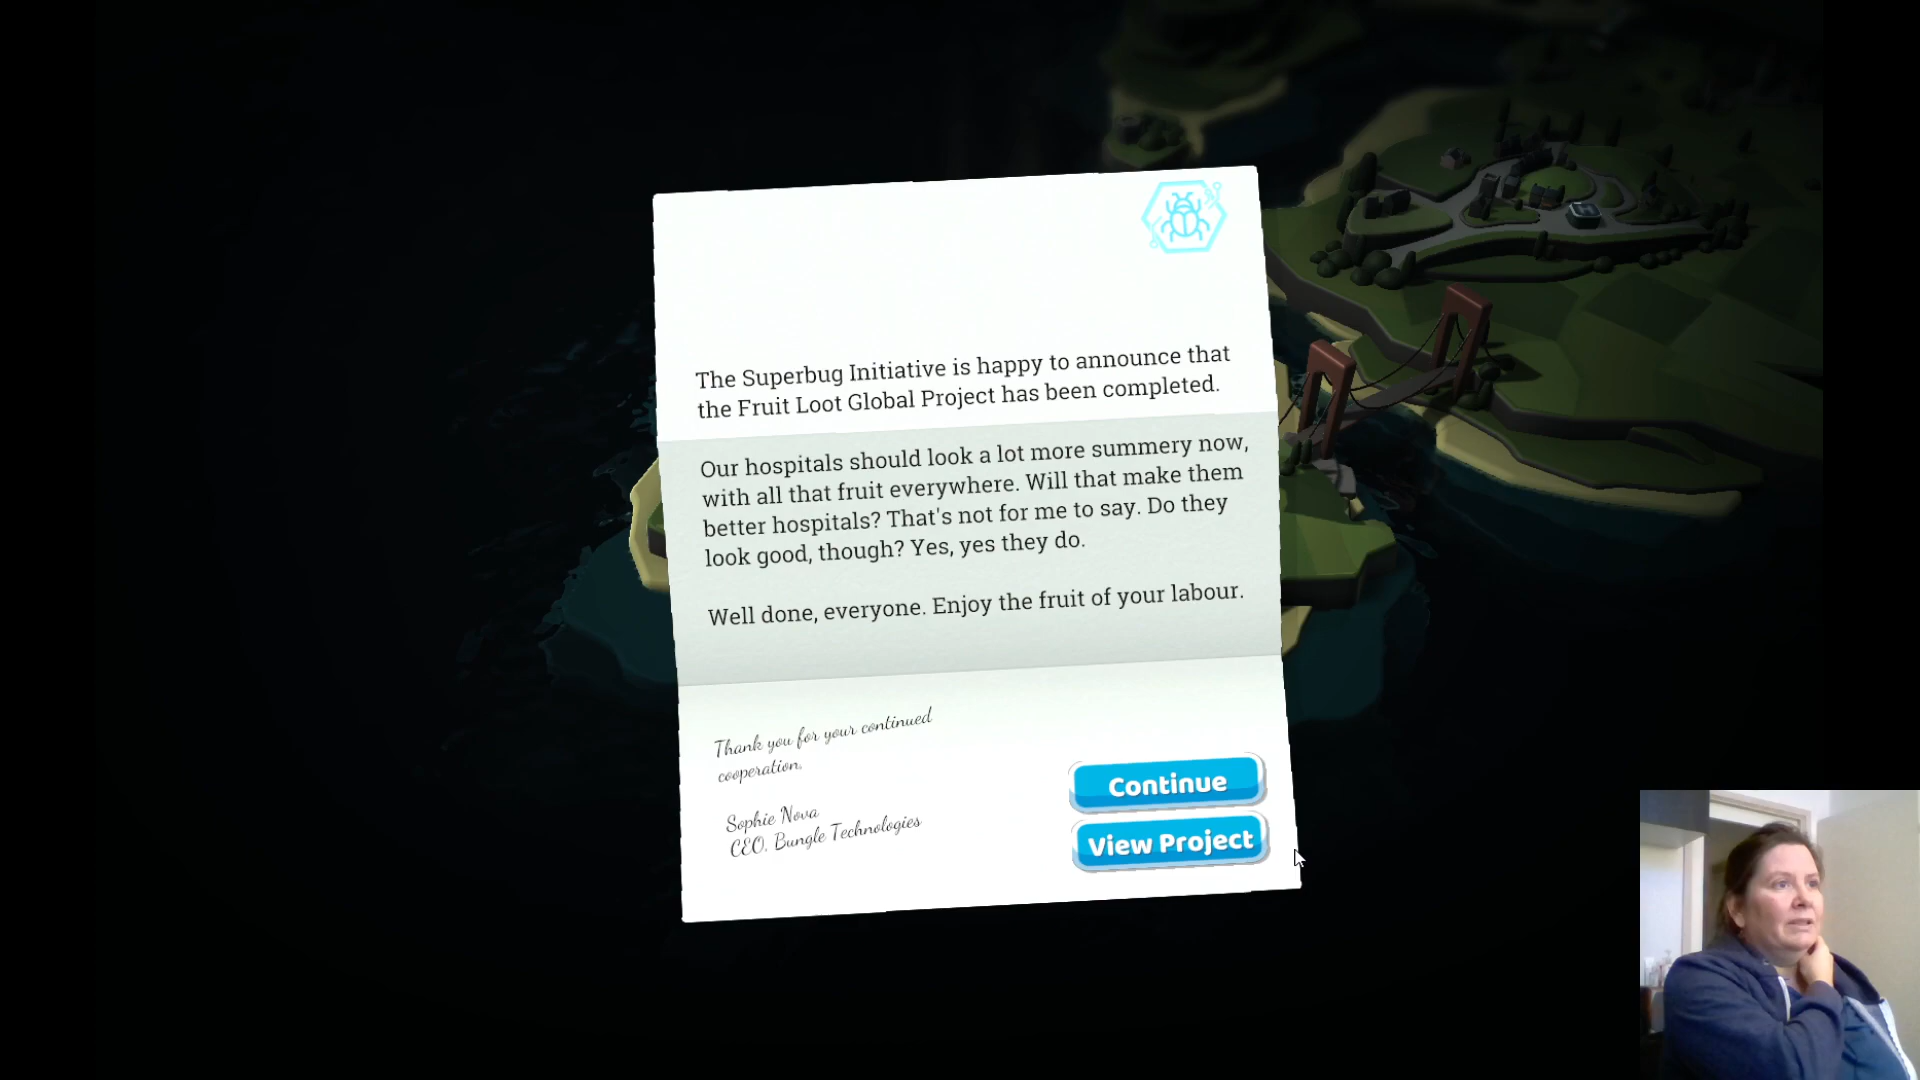 The Superbug Initiative is happy to announce that
the Fruit Loot Global Project has been completed.
Our hospitals should look a lot more summery now,
with all that fruit everywhere. Will that make them
better hospitals? That's not for me to say. Do they
look good, though? Yes, yes they do.
Well done, everyone. Enjoy the fruit of your labour.
Thank you for your continued
cooperation.
Sophie Nova
CEO, Bungle Technologies
Continue
View Project